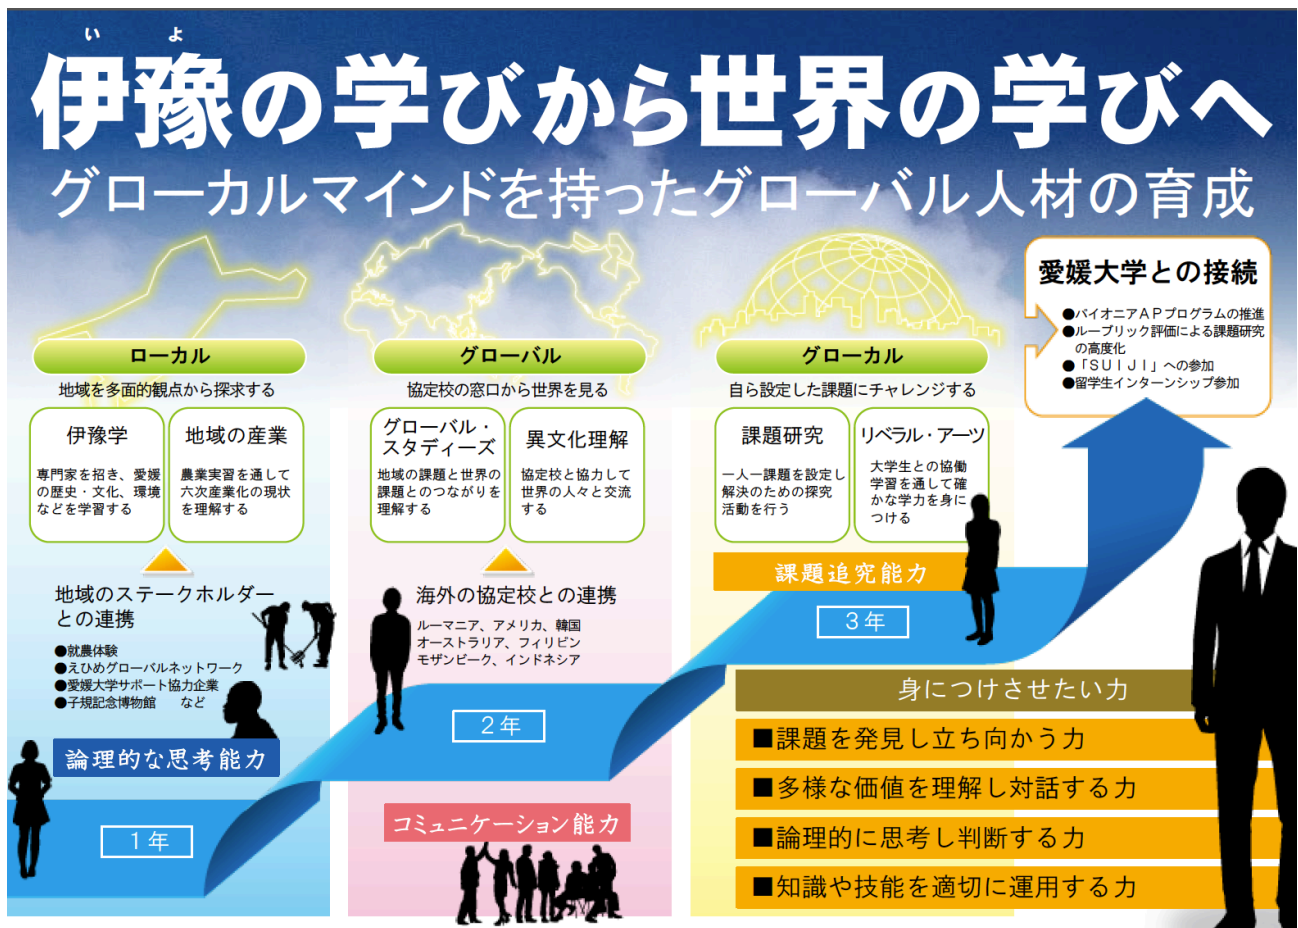 いよ
伊豫の学びから世界の学びへ
グローカルマインドを持ったグローバル人材の育成
ローカル
地域を多面的観点から探求する
伊豫学
専門家を招き、愛媛
の歴史・文化、環境
などを学習する
地域の産業
農業実習を通して
六次産業化の現状
を理解する
地域のステークホルダー
との連携
●就農体験
●えひめグローバルネットワーク
●愛媛大学サポート協力企業
●子規記念博物館　など
論理的な思考能力
1年
グローバル
協定校の窓口から世界を見る
グローバル・
スタディーズ
地域の課題と世界の
課題とのつながりを
理解する
異文化理解
協定校と協力して
世界の人々と交流
する
海外の協定校との連携
ルーマニア、アメリカ、韓国
オーストラリア、フィリピン
モザンビーク、インドネシア
2年
コミュニケーション能力
グローカル
自ら設定した課題にチャレンジする
課題研究
一人一課題を設定し
解決のための探究
活動を行う
リベラル・アーツ
大学生との協働
学習を通して確
かな学力を身に
つける
課題追究能力
3年
愛媛大学との接続
●パイオニアＡＰプログラムの推進
●ルーブリック評価による課題研究
の高度化
●「ＳＵＩＪＩ」への参加
●留学生インターンシップ参加
身につけさせたい力
■課題を発見し立ち向かう力
■多様な価値を理解し対話する力
■論理的に思考し判断する力
■知識や技能を適切に運用する力